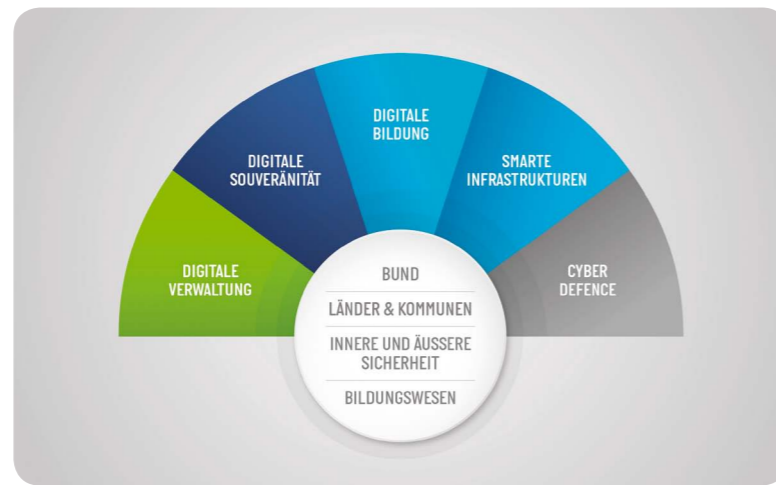 DIGITALE
VERWALTUNG
DIGITALE
SOUVERÄNITÄT
DIGITALE
BILDUNG
SMARTE
INFRASTRUKTUREN
CYBER
DEFENCE
BUND
LÄNDER & KOMMUNEN
INNERE UND ÄUSSERE
SICHERHEIT
BILDUNGSWESEN